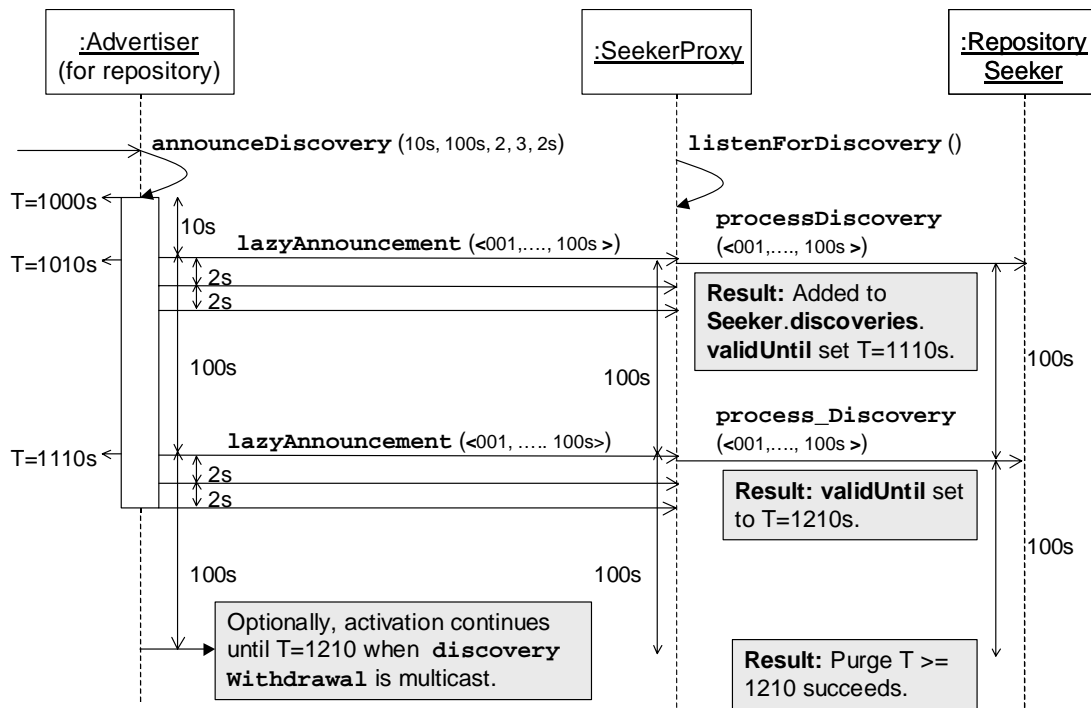 :Advertiser
(for repository)
:SeekerProxy
:Repository
Seeker
announceDiscovery (10s, 100s, 2, 3, 2s)
listenForDiscovery ()
T=1000s
10s
processDiscovery
(<001,...., 100s >)
lazyAnnouncement (<001,...., 100s >)
T=1010s
2s
2s
Result: Added to
Seeker.discoveries.
validUntil set T=1110s.
100s
100s
100s
process_Discovery
(<001,...., 100s >)
lazyAnnouncement (<001, ..... 100s>)
T=1110s
2s
2s
Result: validUntil set
to T=1210s.
100s
100s
100s
Optionally, activation continues
until T=1210 when discovery
Withdrawal is multicast.
Result: Purge T >=
1210 succeeds.